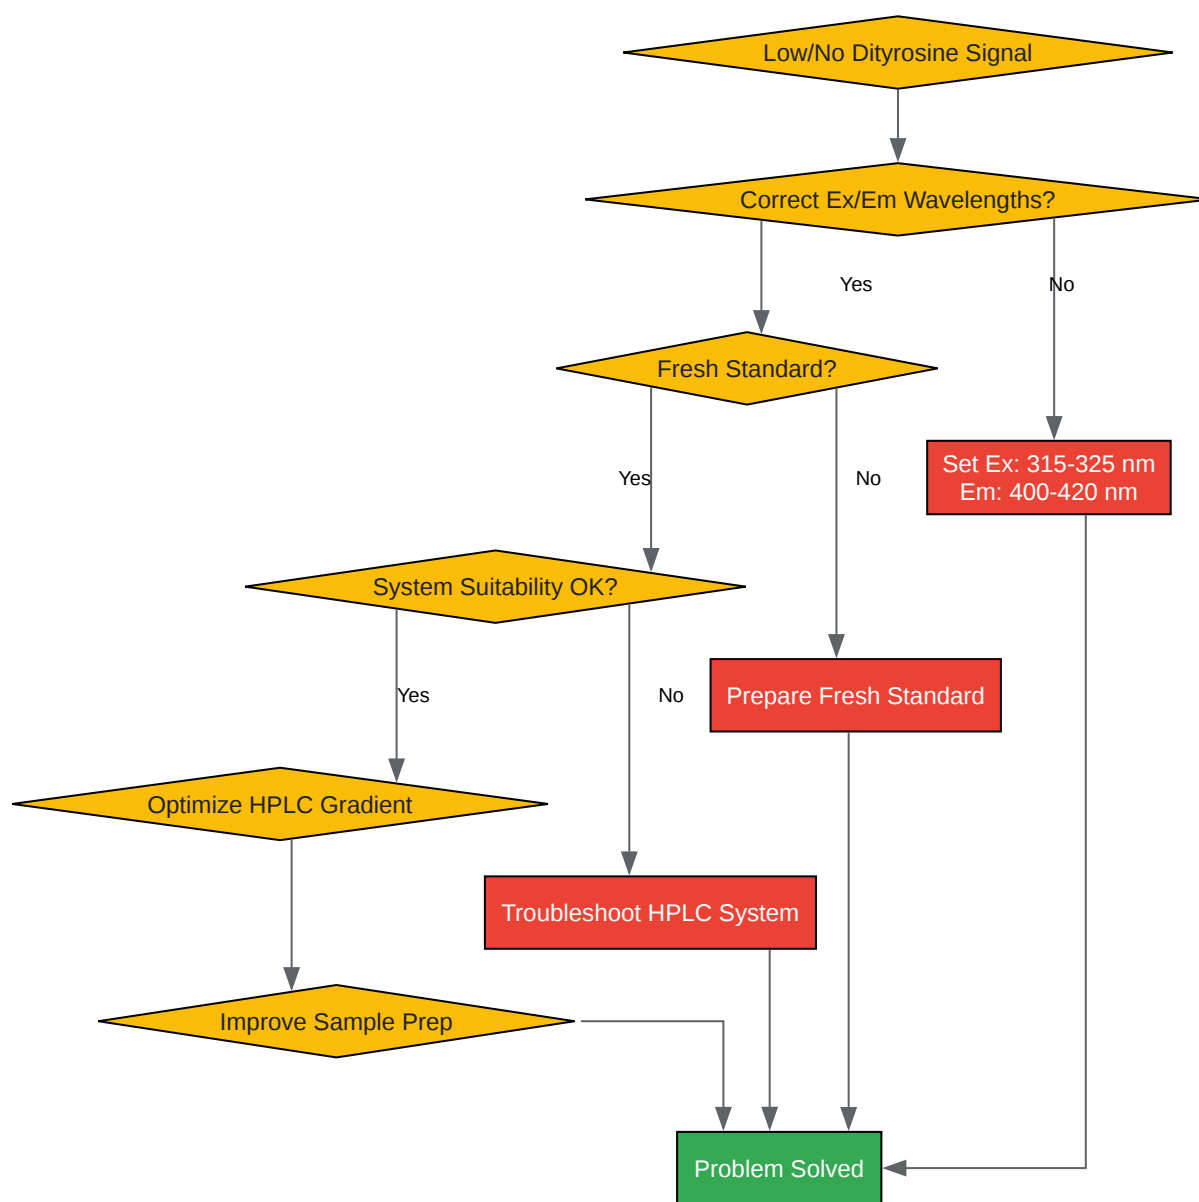 Low/No Dityrosine Signal
Correct Ex/Em Wavelengths?
Yes
No
Fresh Standard?
Set Ex: 315-325 nm
Em: 400-420 nm
Yes
No
System Suitability OK?
Prepare Fresh Standard
Yes
No
Optimize HPLC Gradient
Troubleshoot HPLC System
Improve Sample Prep
Problem Solved